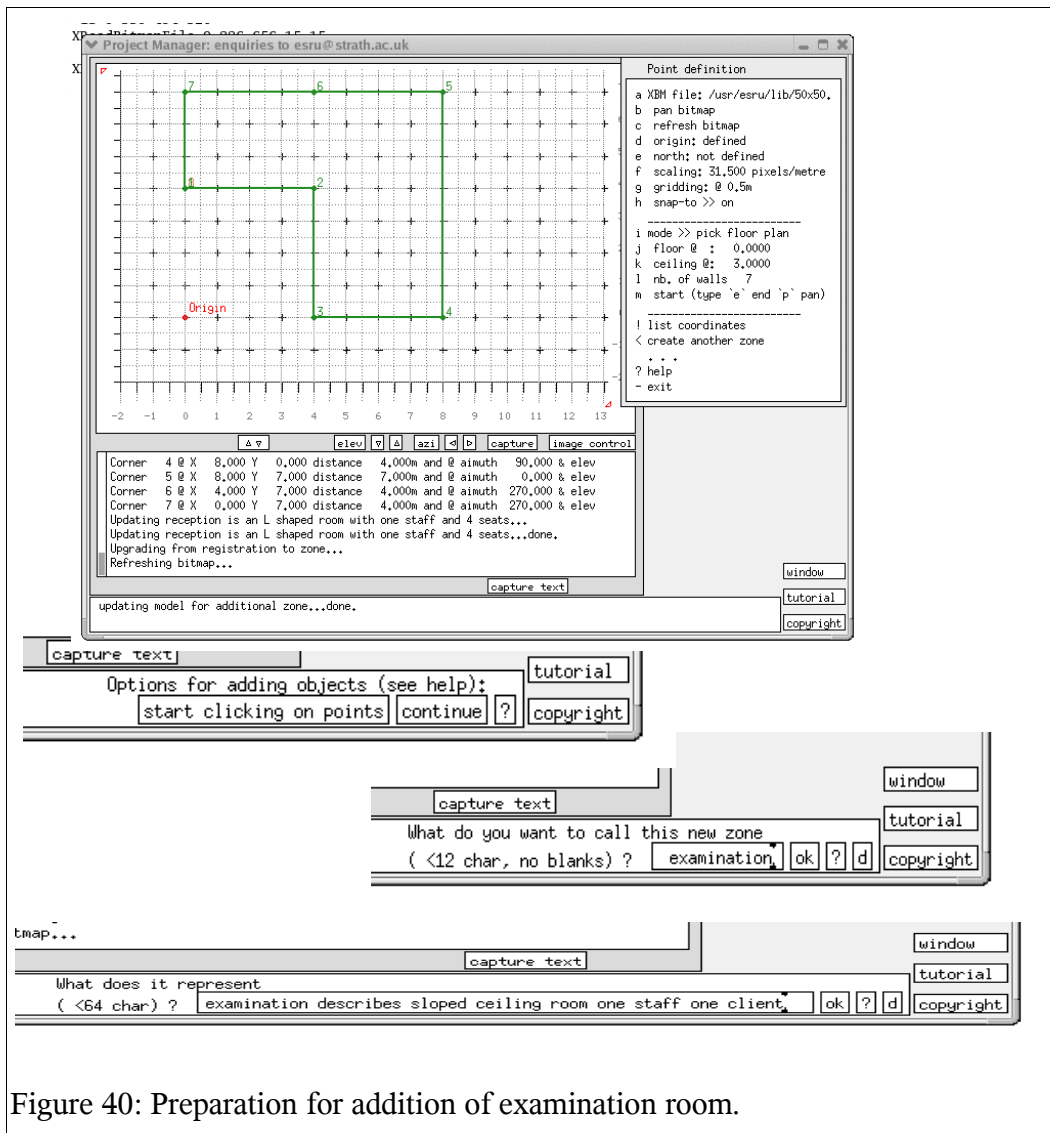 Project Manager: enquiries to esru@strath.ac.uk
Point definition
a XBM file: /usr/esru/lib/50x50.
b pan bitmap
c refresh bitmap
d origin: defined
e north: not defined
f scaling: 31.500 pixels/metre
g gridding: @ 0.5m
h snap-to >> on
i mode >> pick floor plan
j floor @ : 0.0000
k ceiling @: 3.0000
l nb. of walls 7
m start (type `e` end `p` pan)
! list coordinates
< create another zone
. . .
? help
- exit
7 6 5
2
Origin
3 4
-2 -1 0 1 2 3 4 5 6 7 8 9 10 11 12 13
elev azi capture image control
Corner 4 @ X 8.000 Y 0.000 distance 4.000m and @ aimuth 90.000 & elev
Corner 5 @ X 8.000 Y 7.000 distance 7.000m and @ aimuth 0.000 & elev
Corner 6 @ X 4.000 Y 7.000 distance 4.000m and @ aimuth 270.000 & elev
Corner 7 @ X 0.000 Y 7.000 distance 4.000m and @ aimuth 270.000 & elev
Updating reception is an L shaped room with one staff and 4 seats...
Updating reception is an L shaped room with one staff and 4 seats...done.
Upgrading from registration to zone...
Refreshing bitmap...
capture text
window
tutorial
copyright
updating model for additional zone...done.
capture text
tutorial
Options for adding objects (see help):
start clicking on points continue ? copyright
window
capture text
tutorial
What do you want to call this new zone
( <12 char, no blanks) ? examination ok ? d copyright
tmap...
window
capture text
tutorial
What does it represent
( <64 char) ? examination describes sloped ceiling room one staff one client ok ? d copyright
Figure 40: Preparation for addition of examination room.